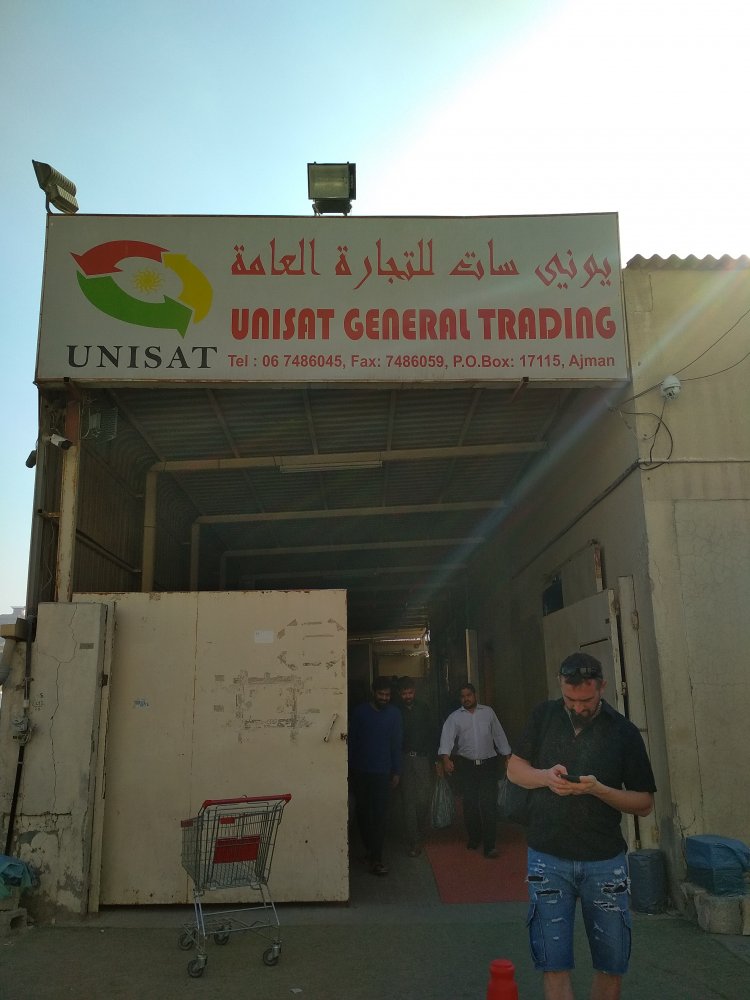 يوني سات للتجارة العامة
UNISAT GENERAL TRADING
UNISAT
Tel : 06 7486045, Fax: 7486059, P.O.Box: 17115, Ajman